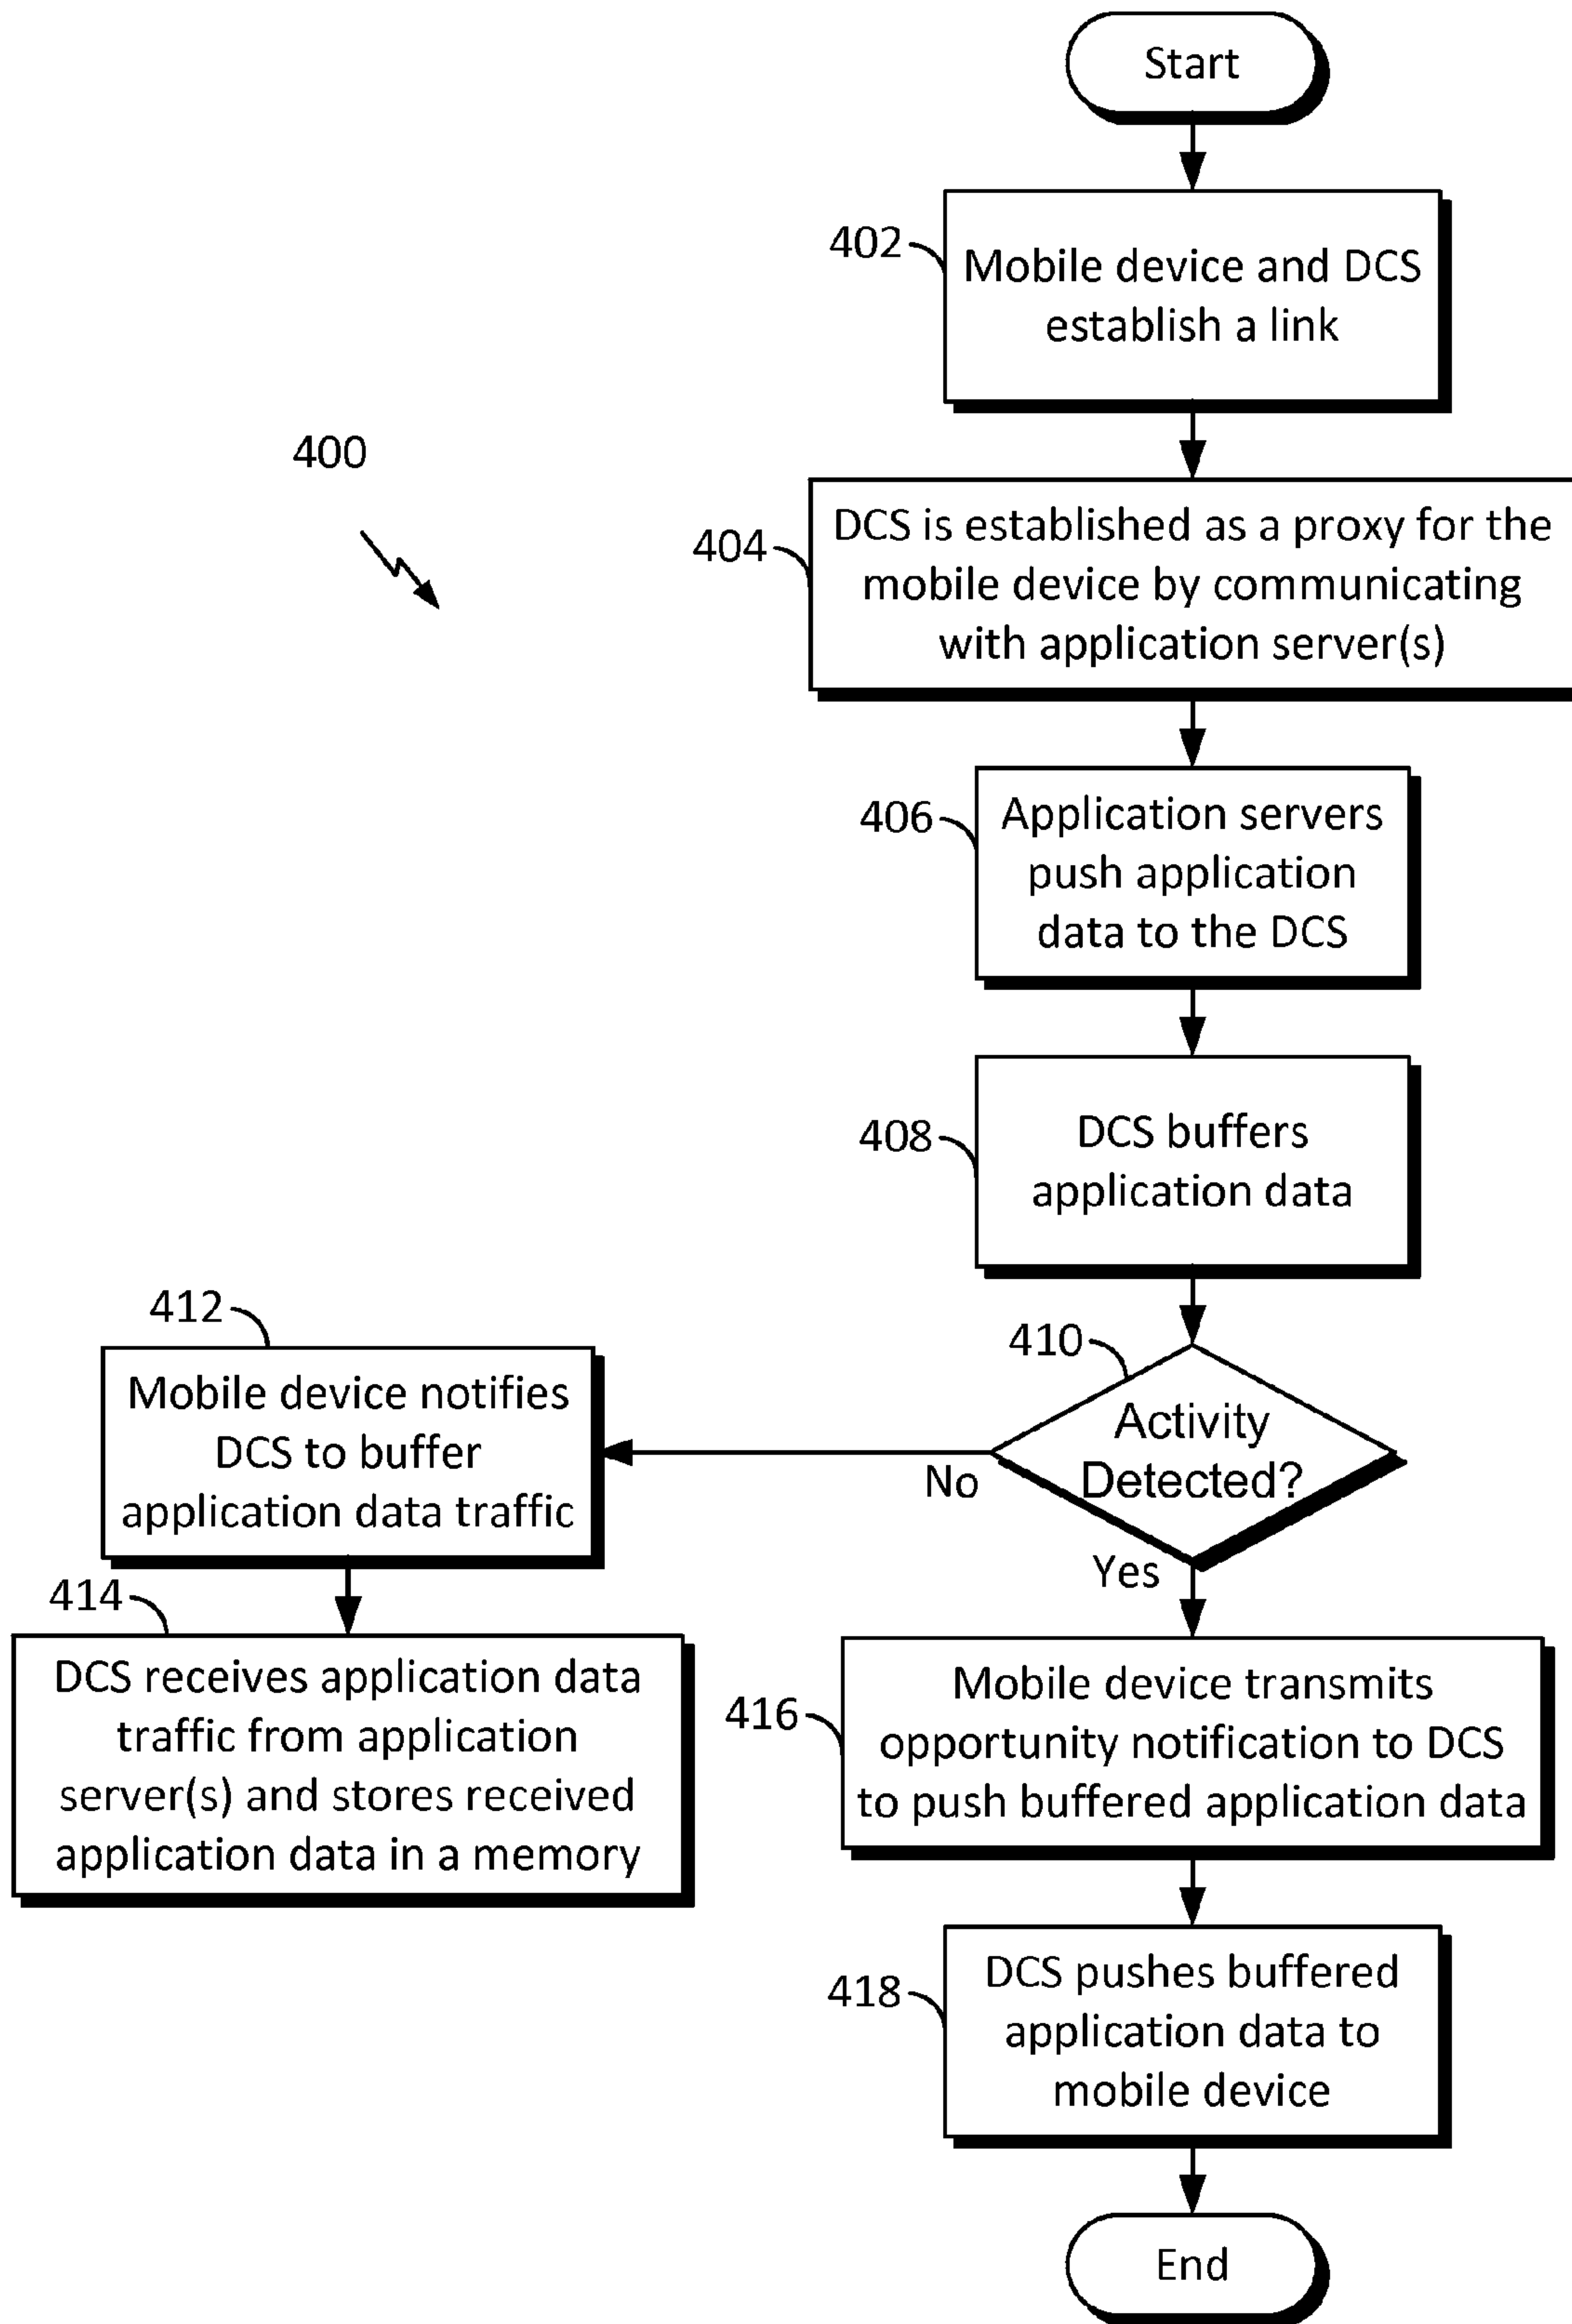 Start
402
Mobile device and DCS
establish a link
400
404
DCS is established as a proxy for the
mobile device by communicating
with application server(s)
406
Application servers
push application
data to the DCS
408
DCS buffers
application data
410
Activity
Detected?
No
Yes
412
Mobile device notifies
DCS to buffer
application data traffic
414
DCS receives application data
traffic from application
server(s) and stores received
application data in a memory
416
Mobile device transmits
opportunity notification to DCS
to push buffered application data
418
DCS pushes buffered
application data to
mobile device
End